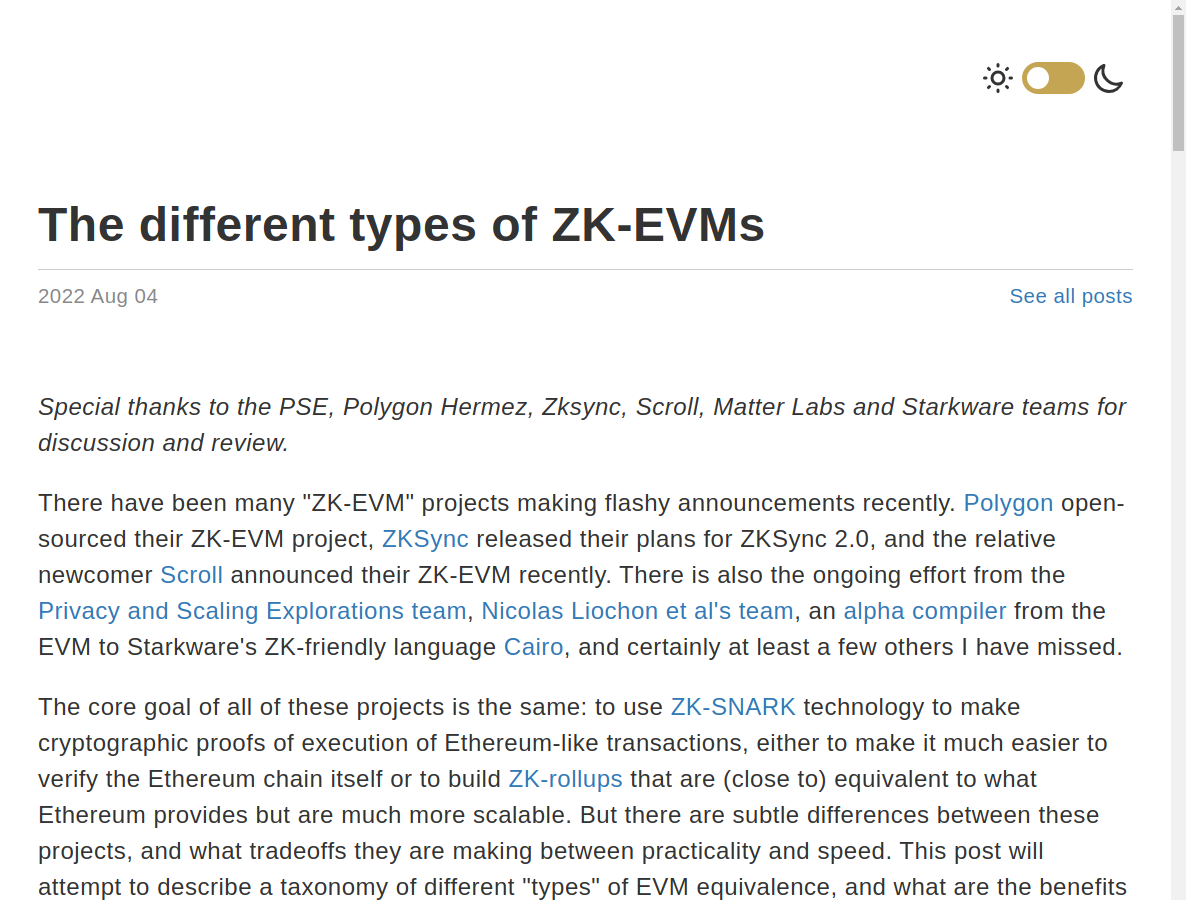 The different types of ZK-EVMs
2022 Aug 04
See all posts
Special thanks to the PSE, Polygon Hermez, Zksync, Scroll, Matter Labs and Starkware teams for
discussion and review.
There have been many "ZK-EVM" projects making flashy announcements recently. Polygon open-
sourced their ZK-EVM project, ZKSync released their plans for ZKSync 2.0, and the relative
newcomer Scroll announced their ZK-EVM recently. There is also the ongoing effort from the
Privacy and Scaling Explorations team, Nicolas Liochon et al's team, an alpha compiler from the
EVM to Starkware's ZK-friendly language Cairo, and certainly at least a few others I have missed.
The core goal of all of these projects is the same: to use ZK-SNARK technology to make
cryptographic proofs of execution of Ethereum-like transactions, either to make it much easier to
verify the Ethereum chain itself or to build ZK-rollups that are (close to) equivalent to what
Ethereum provides but are much more scalable. But there are subtle differences between these
projects, and what tradeoffs they are making between practicality and speed. This post will
attempt to describe a taxonomy of different "types" of EVM equivalence, and what are the benefits